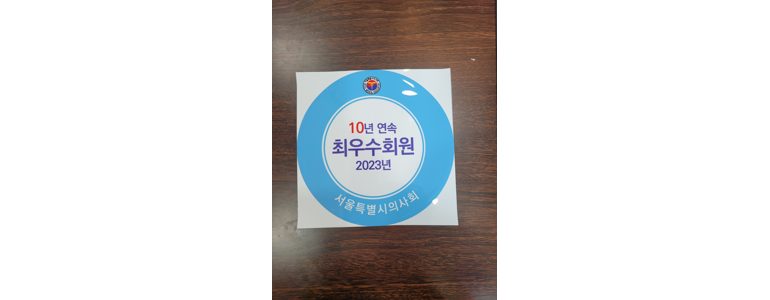 10년 연속
최우수회원
2023년
서울특별시의사회